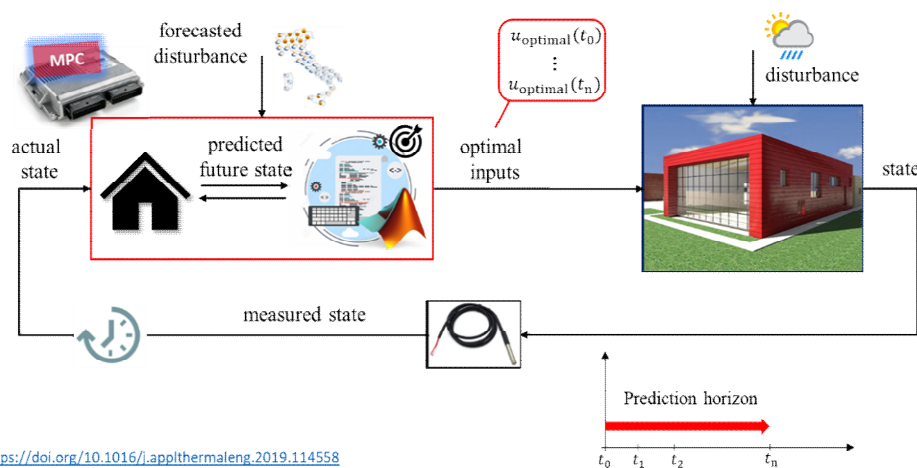 MPC
forecasted
disturbance
u_optimal(t_0)
⋮
u_optimal(t_n)
disturbance
actual
state
predicted
future state
optimal
inputs
state
measured state
Prediction horizon
t_0 t_1 t_2 t_n
ps://doi.org/10.1016/j.applthermaleng.2019.114558